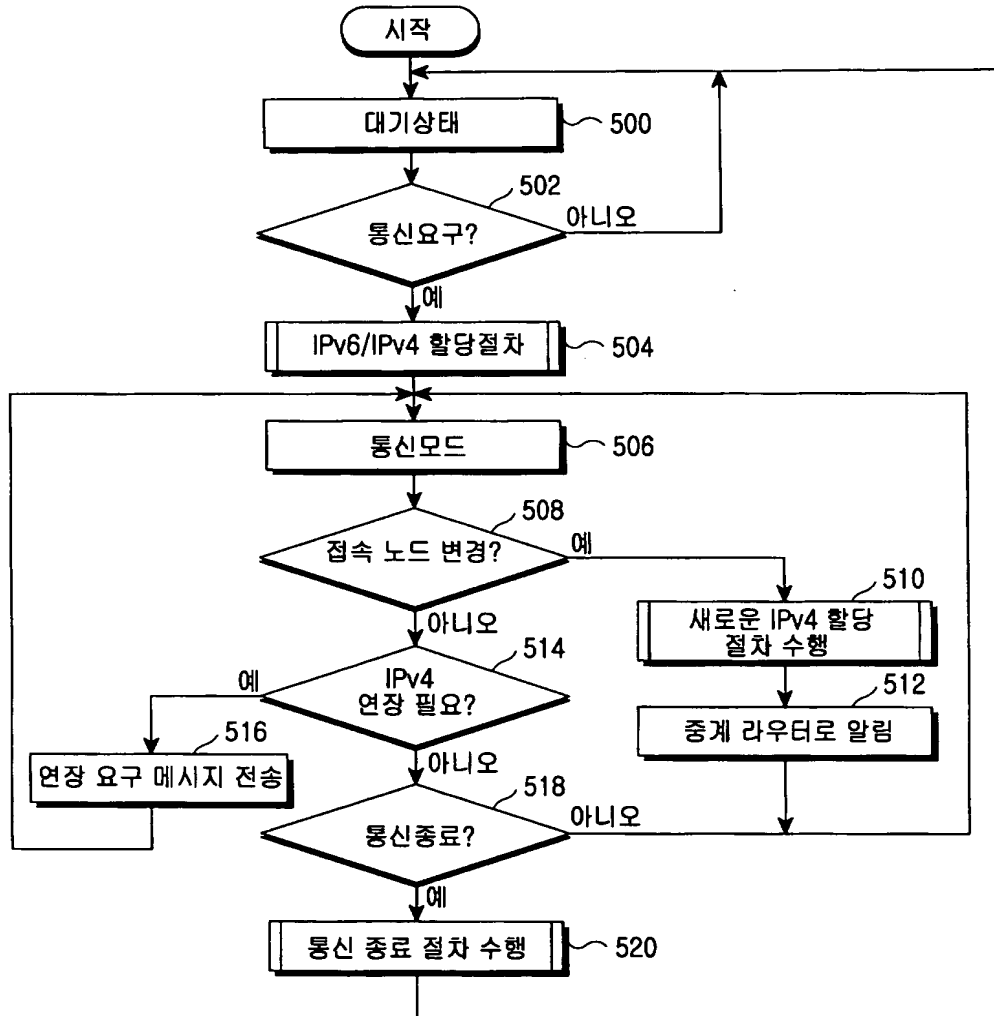 시작
대기상태
500
502
통신요구?
아니오
예
IPv6/IPv4 할당절차
504
통신모드
506
508
접속 노드 변경?
예
510
새로운 IPv4 할당
절차 수행
아니오
514
IPv4
연장 필요?
예
512
중계 라우터로 알림
516
연장 요구 메시지 전송
아니오
518
통신종료?
아니오
예
통신 종료 절차 수행
520